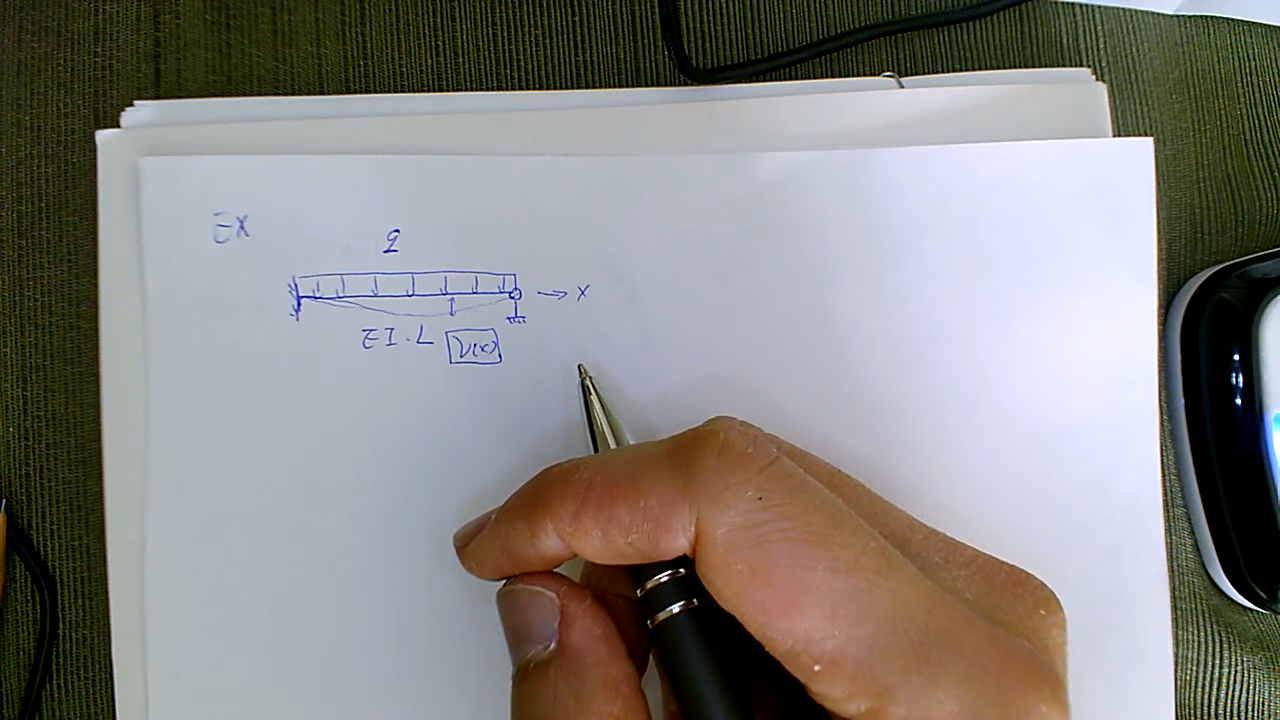 EX
q
→ x
EI.L
V(x)